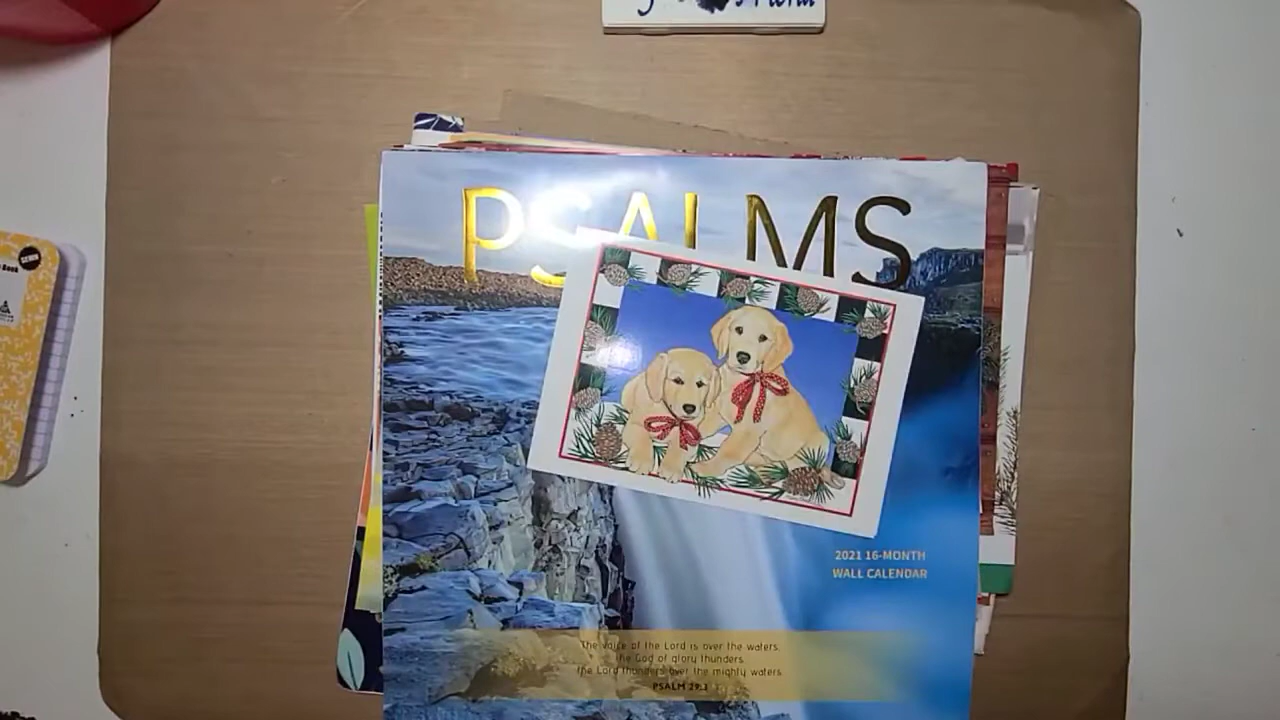 PSALMS
2021 16-MONTH
WALL CALENDAR
The voice of the Lord is over the waters,
the God of glory thunders,
the Lord thunders over the mighty waters.
PSALM 29:3